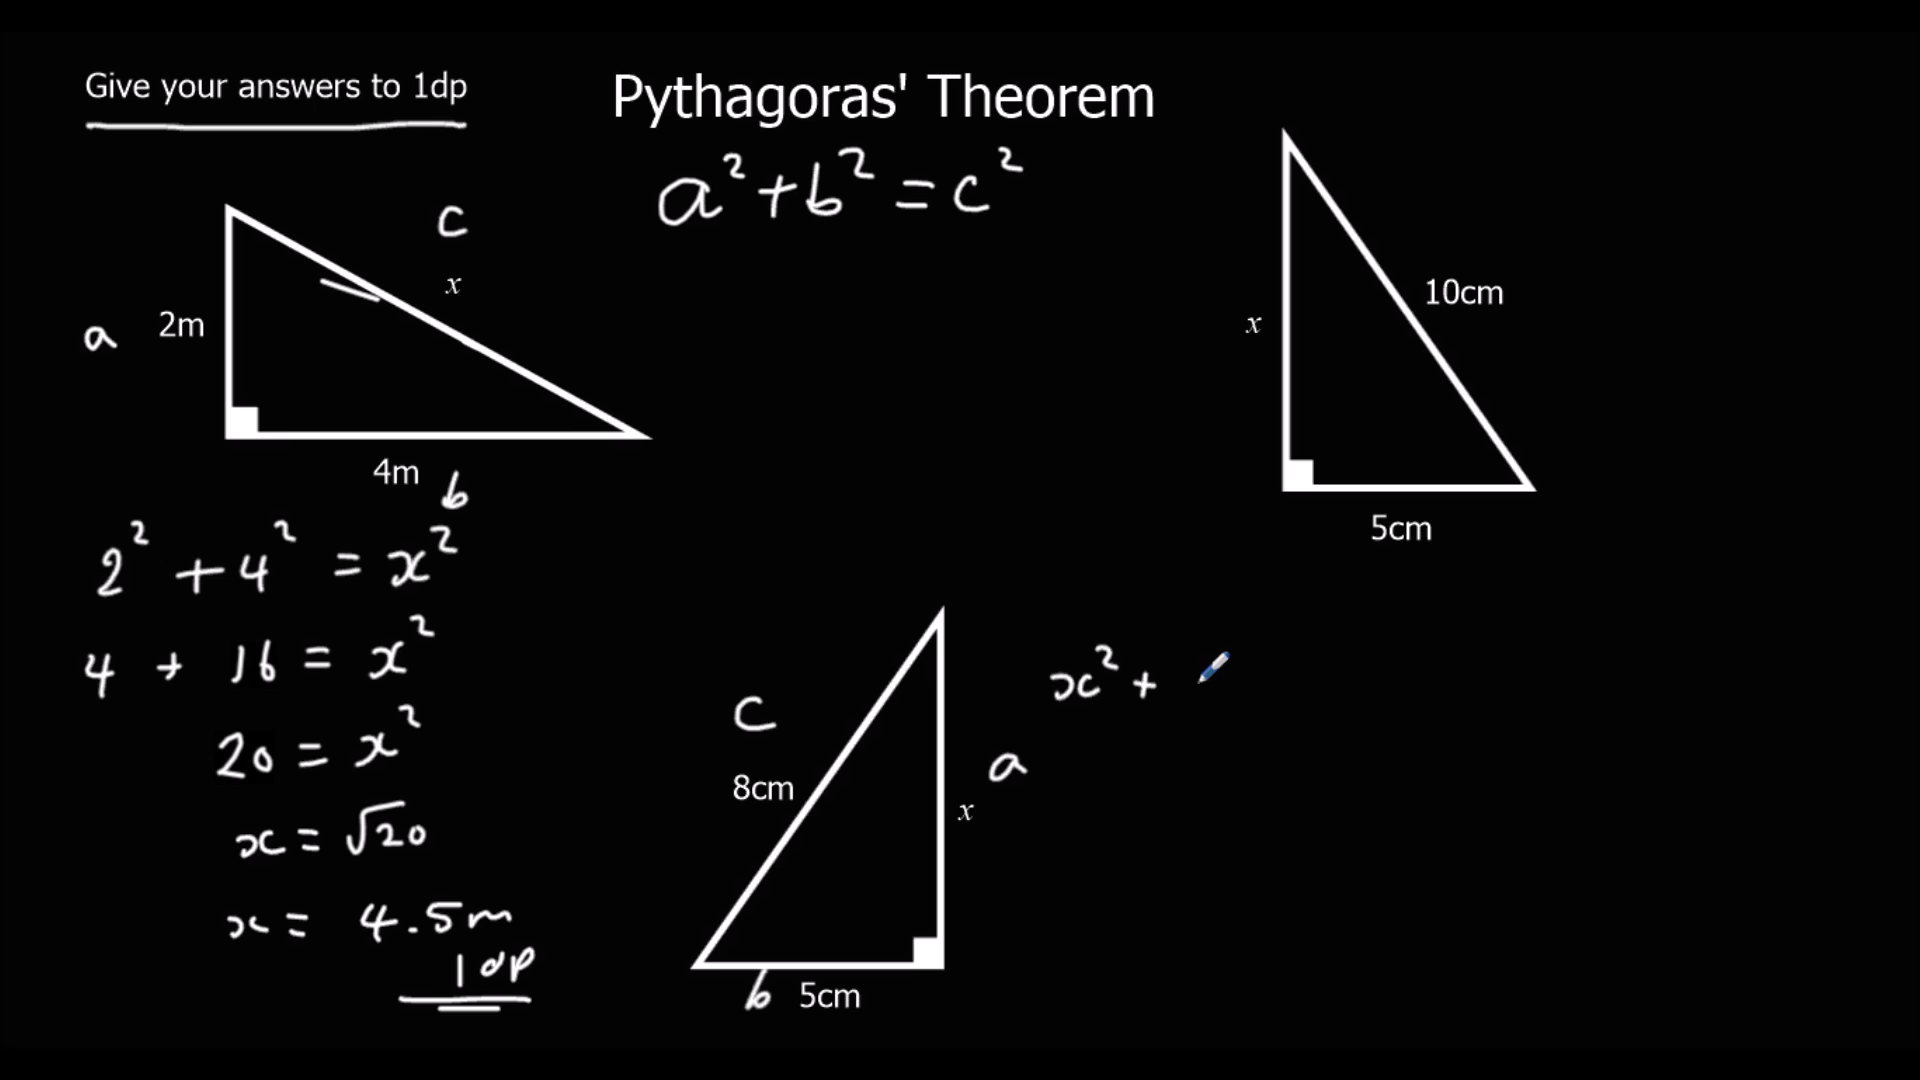 Give your answers to 1dp
Pythagoras' Theorem
a² + b² = c²
c
x
a 2m
4m b
2² + 4² = x²
4 + 16 = x²
20 = x²
x = √20
x = 4.5m
1dp
x
10cm
5cm
x² +
c
8cm
a
x
b 5cm